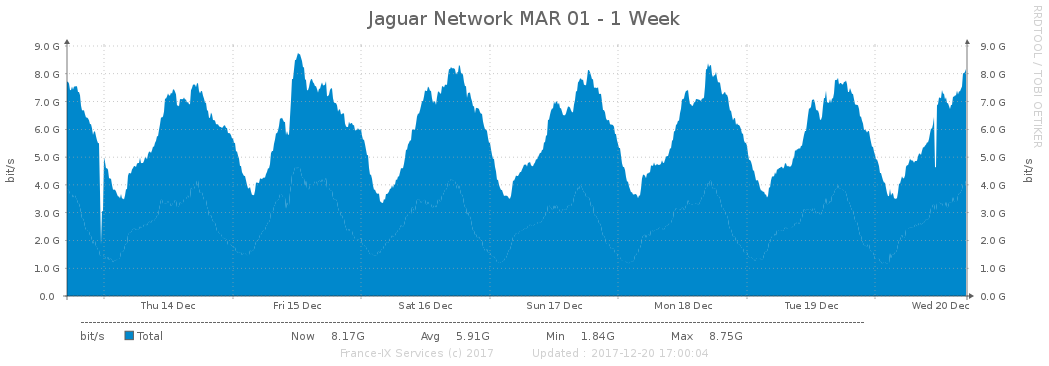 Jaguar Network MAR 01 - 1 Week
RRDTOOL / TOBI OETIKER
9.0 G 9.0 G
8.0 G 8.0 G
7.0 G 7.0 G
6.0 G 6.0 G
5.0 G 5.0 G
4.0 G 4.0 G
3.0 G 3.0 G
2.0 G 2.0 G
1.0 G 1.0 G
0.0 0.0 G
bit/s bit/s
Thu 14 Dec Fri 15 Dec Sat 16 Dec Sun 17 Dec Mon 18 Dec Tue 19 Dec Wed 20 Dec
bit/s Total Now 8.17G Avg 5.91G Min 1.84G Max 8.75G
France-IX Services (c) 2017 Updated : 2017-12-20 17:00:04